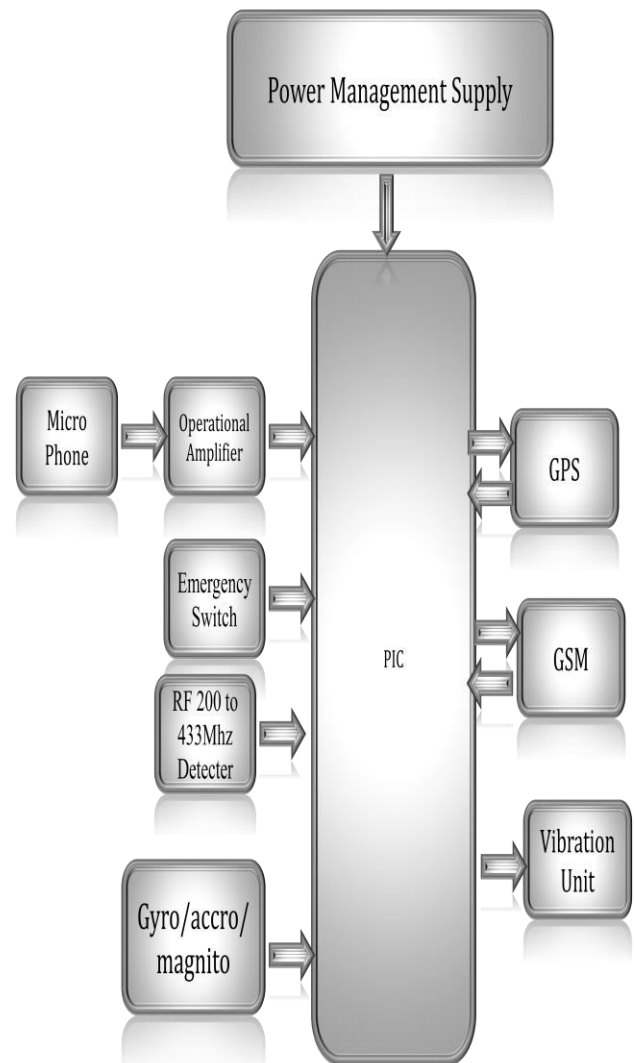 Power Management Supply
Micro
Phone
Operational
Amplifier
GPS
Emergency
Switch
PIC
GSM
RF 200 to
433Mhz
Detecter
Vibration
Unit
Gyro/accro/
magnito